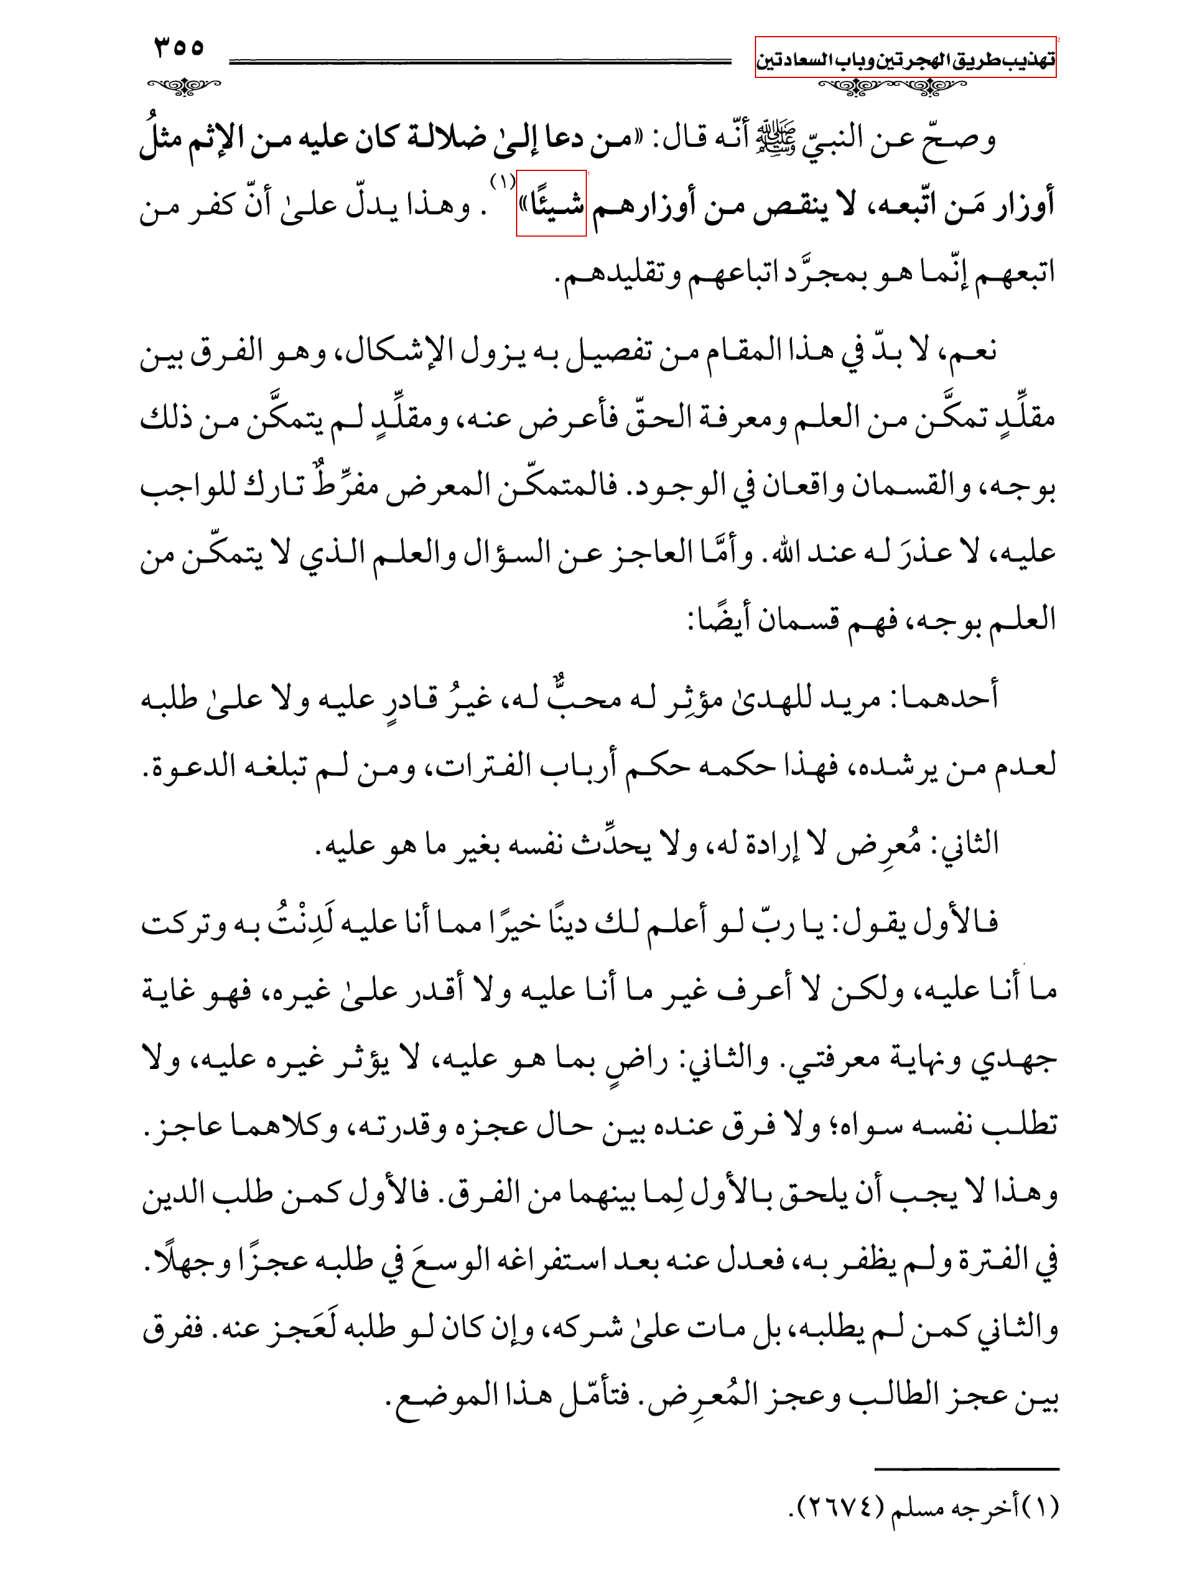 تهذيب طريق الهجرتين وباب السعادتين
٣٥٥
وصحّ عن النبيّ ﷺ أنّه قال: «من دعا إلىٰ ضلالة كان عليه من الإثم مثلُ
أوزار مَن اتّبعه، لا ينقص من أوزارهم شيئًا»(١). وهذا يدلّ علىٰ أنّ كفر من
اتبعهم إنّما هو بمجرَّد اتباعهم وتقليدهم.
نعم، لا بدّ في هذا المقام من تفصيل به يزول الإشكال، وهو الفرق بين
مقلِّدٍ تمكَّن من العلم ومعرفة الحقّ فأعرض عنه، ومقلِّدٍ لم يتمكَّن من ذلك
بوجه، والقسمان واقعان في الوجود. فالمتمكّن المعرض مفرِّطٌ تارك للواجب
عليه، لا عذرَ له عند الله. وأمَّا العاجز عن السؤال والعلم الذي لا يتمكّن من
العلم بوجه، فهم قسمان أيضًا:
أحدهما: مريد للهدىٰ مؤثِر له محبٌّ له، غيرُ قادرٍ عليه ولا علىٰ طلبه
لعدم من يرشده، فهذا حكمه حكم أرباب الفترات، ومن لم تبلغه الدعوة.
الثاني: مُعرِض لا إرادة له، ولا يحدِّث نفسه بغير ما هو عليه.
فالأول يقول: يا ربّ لو أعلم لك دينًا خيرًا مما أنا عليه لَدِنْتُ به وتركت
ما أنا عليه، ولكن لا أعرف غير ما أنا عليه ولا أقدر علىٰ غيره، فهو غاية
جهدي ونهاية معرفتي. والثاني: راضٍ بما هو عليه، لا يؤثر غيره عليه، ولا
تطلب نفسه سواه؛ ولا فرق عنده بين حال عجزه وقدرته، وكلاهما عاجز.
وهذا لا يجب أن يلحق بالأول لِما بينهما من الفرق. فالأول كمن طلب الدين
في الفترة ولم يظفر به، فعدل عنه بعد استفراغه الوسعَ في طلبه عجزًا وجهلًا.
والثاني كمن لم يطلبه، بل مات علىٰ شركه، وإن كان لو طلبه لَعَجز عنه. ففرق
بين عجز الطالب وعجز المُعرِض. فتأمّل هذا الموضع.
(١) أخرجه مسلم (٢٦٧٤).